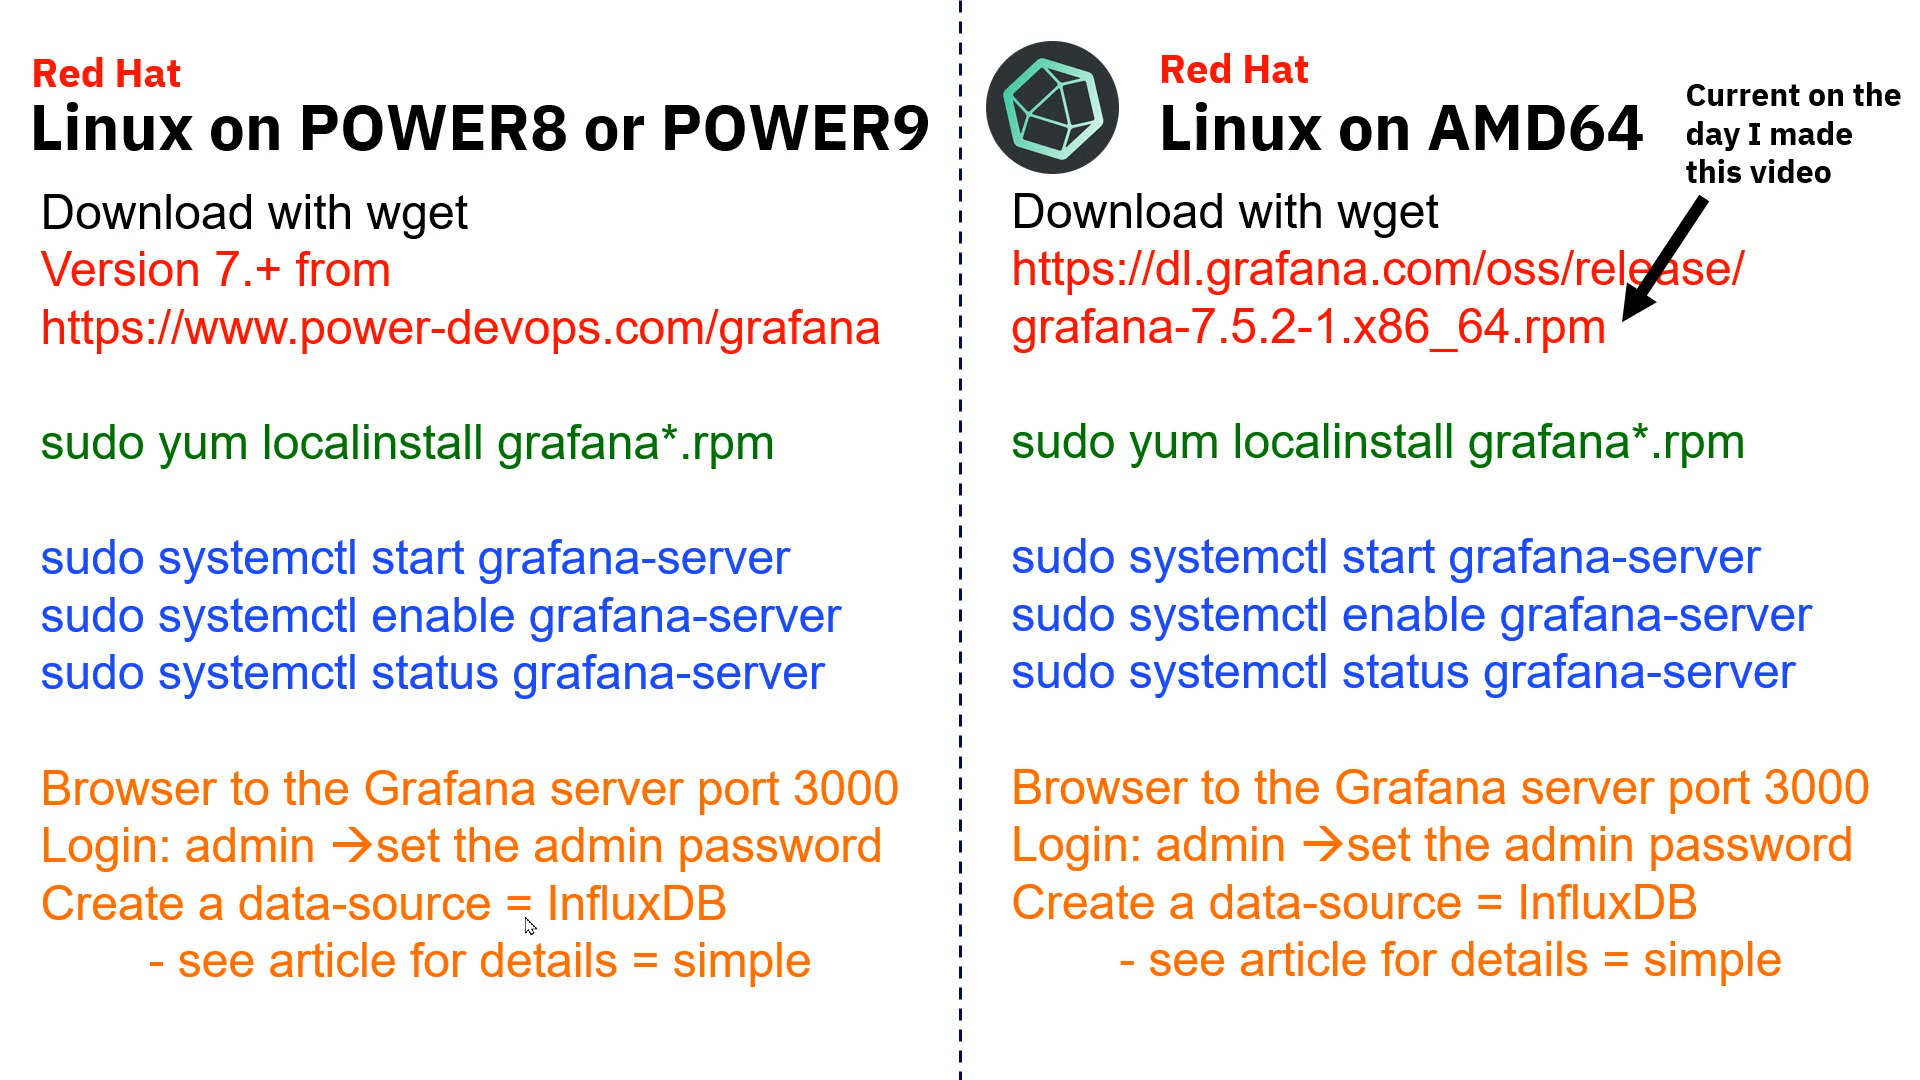 Red Hat
Linux on POWER8 or POWER9
Download with wget
Version 7.+ from
https://www.power-devops.com/grafana
sudo yum localinstall grafana*.rpm
sudo systemctl start grafana-server
sudo systemctl enable grafana-server
sudo systemctl status grafana-server
Browser to the Grafana server port 3000
Login: admin →set the admin password
Create a data-source = InfluxDB
- see article for details = simple
Red Hat
Linux on AMD64
Current on the
day I made
this video
Download with wget
https://dl.grafana.com/oss/release/
grafana-7.5.2-1.x86_64.rpm
sudo yum localinstall grafana*.rpm
sudo systemctl start grafana-server
sudo systemctl enable grafana-server
sudo systemctl status grafana-server
Browser to the Grafana server port 3000
Login: admin →set the admin password
Create a data-source = InfluxDB
- see article for details = simple